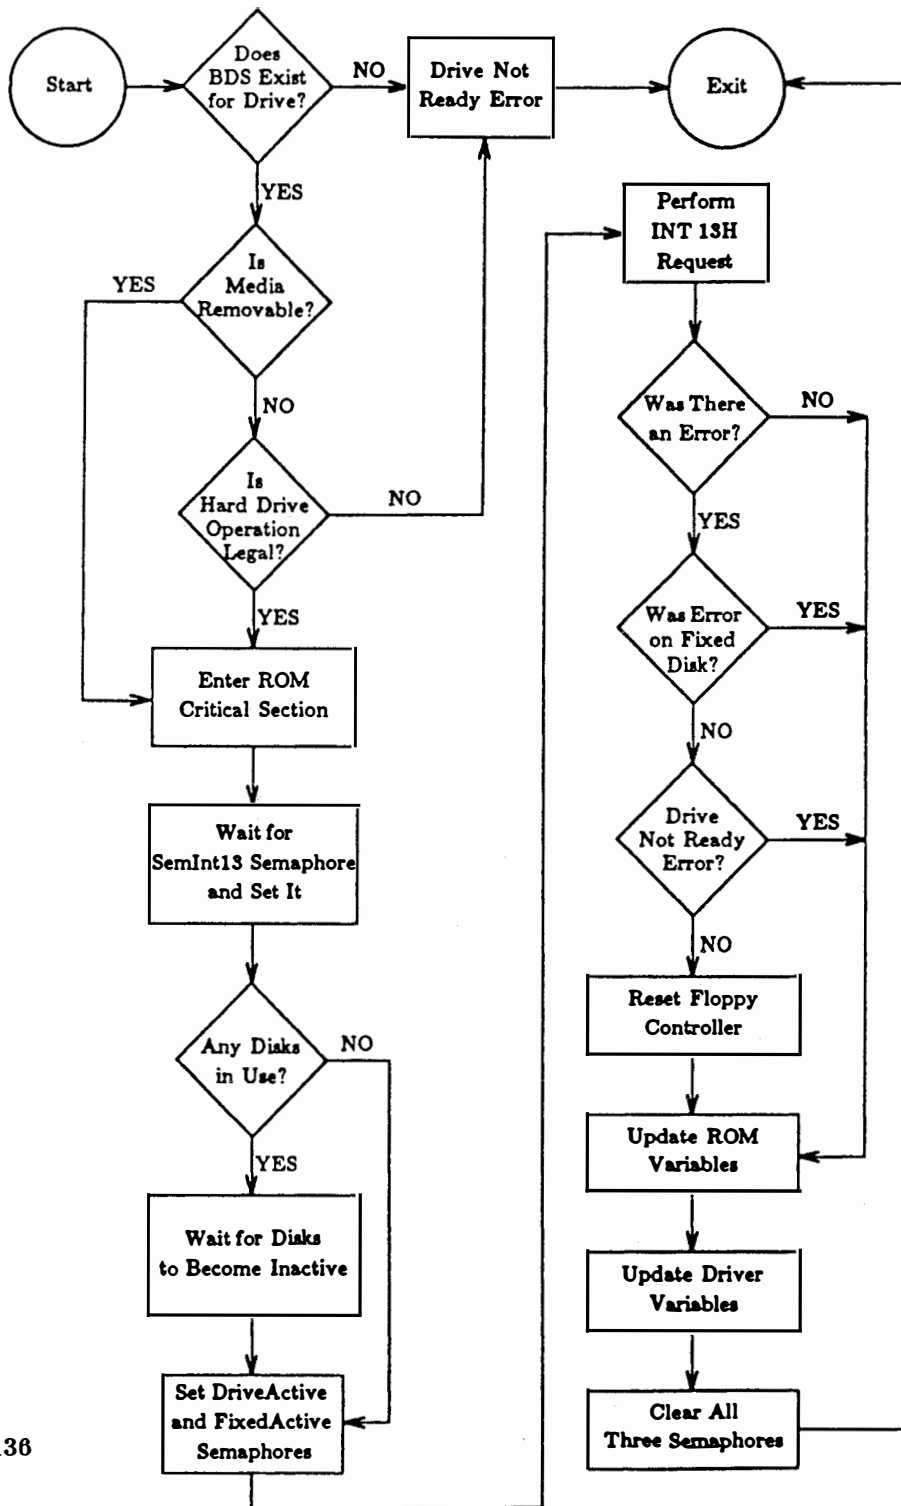 Start
Does
BDS Exist
for Drive?
NO
Drive Not
Ready Error
Exit
YES
Is
Media
Removable?
YES
NO
Is
Hard Drive
Operation
Legal?
NO
YES
Enter ROM
Critical Section
Wait for
SemInt13 Semaphore
and Set It
Any Disks
in Use?
NO
YES
Wait for Disks
to Become Inactive
Set DriveActive
and FixedActive
Semaphores
Perform
INT 13H
Request
Was There
an Error?
NO
YES
Was Error
on Fixed
Disk?
YES
NO
Drive
Not Ready
Error?
YES
NO
Reset Floppy
Controller
Update ROM
Variables
Update Driver
Variables
Clear All
Three Semaphores
36